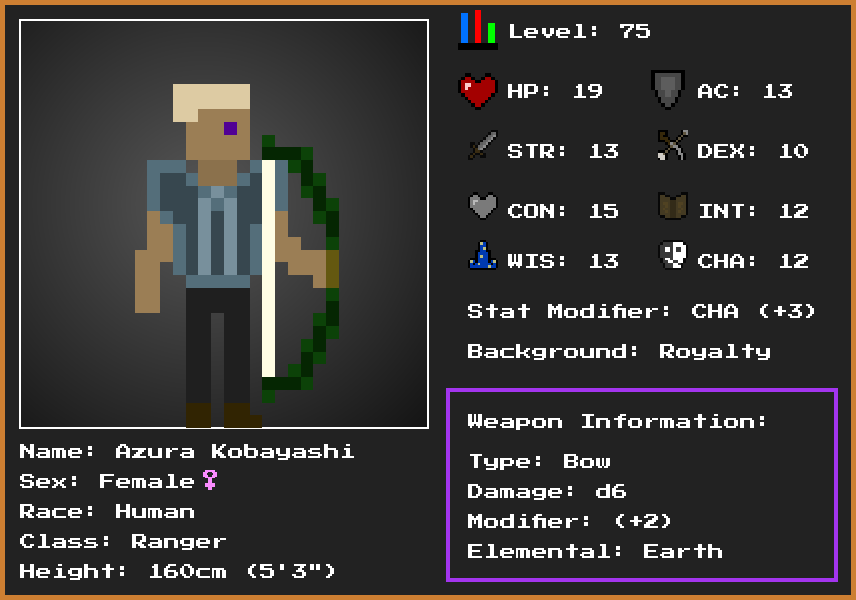 Level: 75
HP: 19
AC: 13
STR: 13
DEX: 10
CON: 15
INT: 12
WIS: 13
CHA: 12
Stat Modifier: CHA (+3)
Background: Royalty
Weapon Information:
Type: Bow
Damage: d6
Modifier: (+2)
Elemental: Earth
Name: Azura Kobayashi
Sex: Female♀
Race: Human
Class: Ranger
Height: 160cm (5'3")